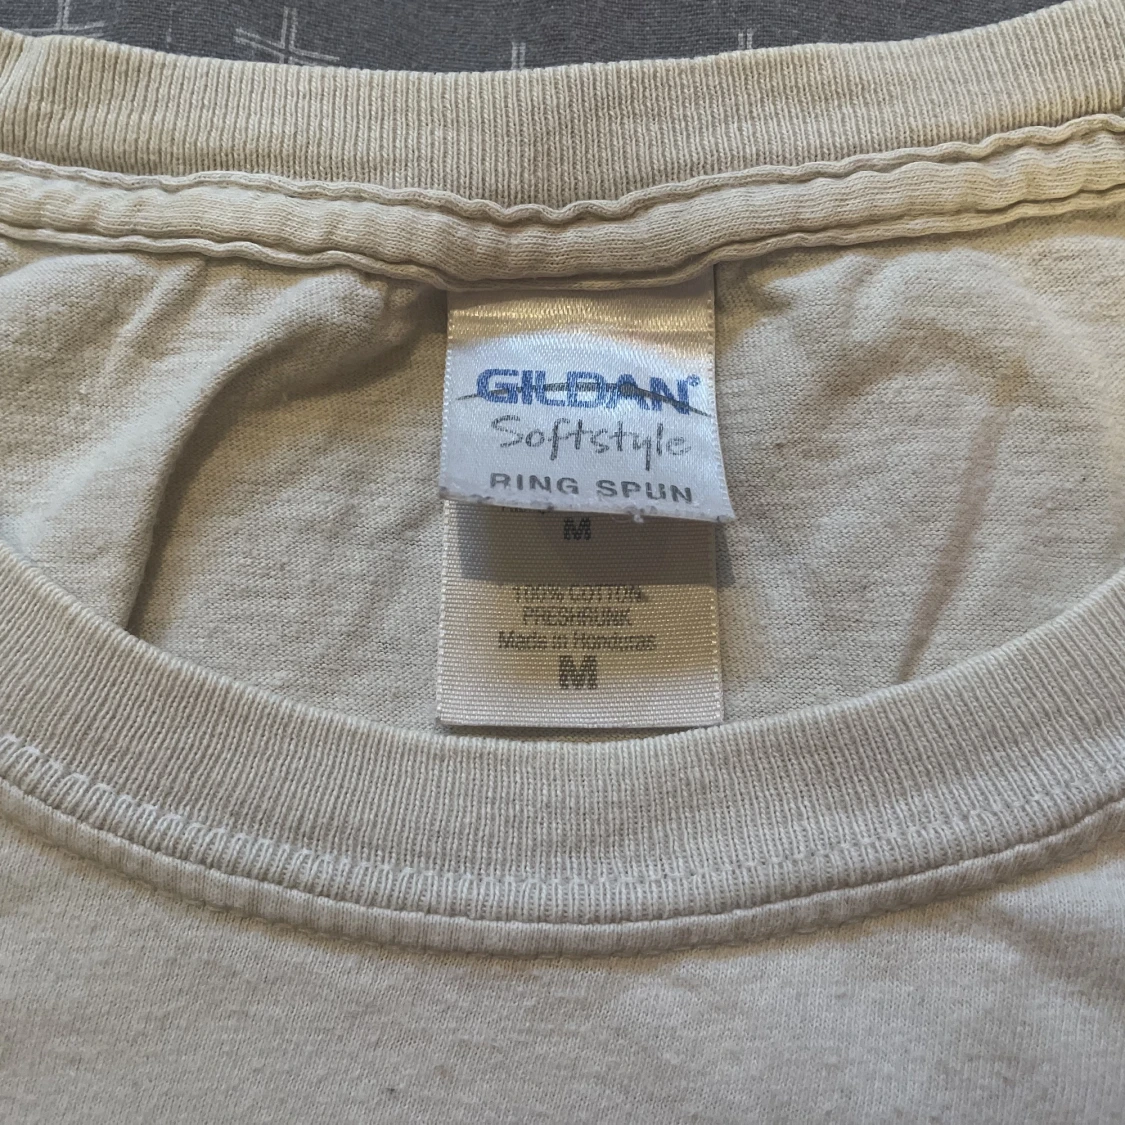 GILDAN®
Softstyle
RING SPUN
M
100% COTTON
PRESHRUNK
Made in Honduras
M